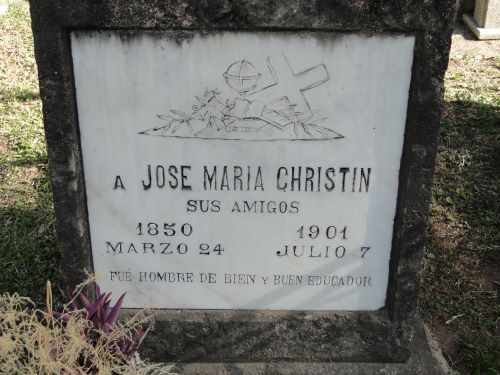 A JOSE MARIA CHRISTIN
SUS AMIGOS
1850 1901
MARZO 24 JULIO 7
FUÉ HOMBRE DE BIEN Y BUEN EDUCADOR